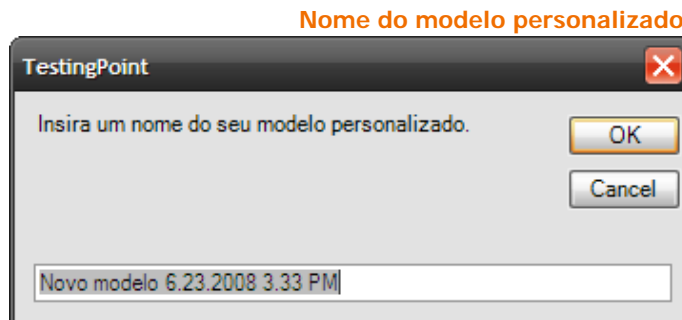 Nome do modelo personalizado
TestingPoint
Insira um nome do seu modelo personalizado.
OK
Cancel
Novo modelo 6.23.2008 3.33 PM